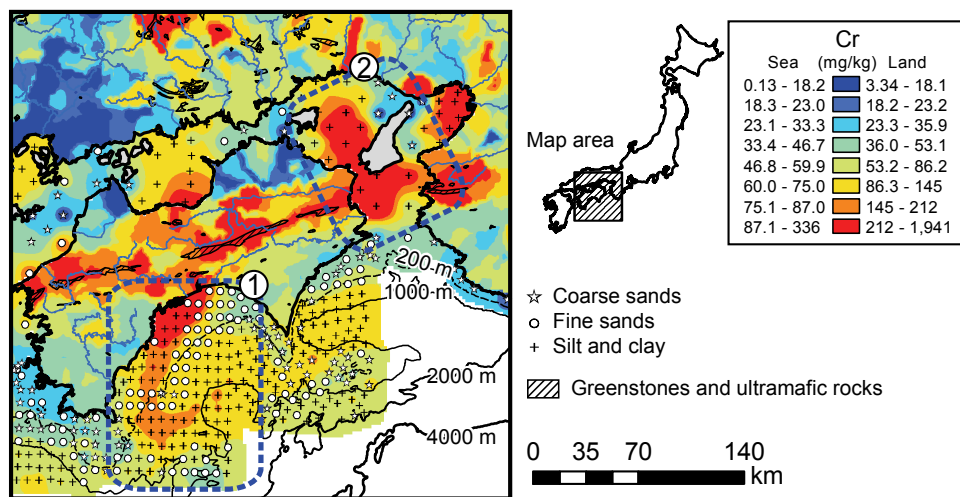 2
1
200 m
1000 m
2000 m
4000 m
Map area
Cr
Sea (mg/kg) Land
0.13 - 18.2 3.34 - 18.1
18.3 - 23.0 18.2 - 23.2
23.1 - 33.3 23.3 - 35.9
33.4 - 46.7 36.0 - 53.1
46.8 - 59.9 53.2 - 86.2
60.0 - 75.0 86.3 - 145
75.1 - 87.0 145 - 212
87.1 - 336 212 - 1,941
Coarse sands
Fine sands
Silt and clay
Greenstones and ultramafic rocks
0 35 70 140
km